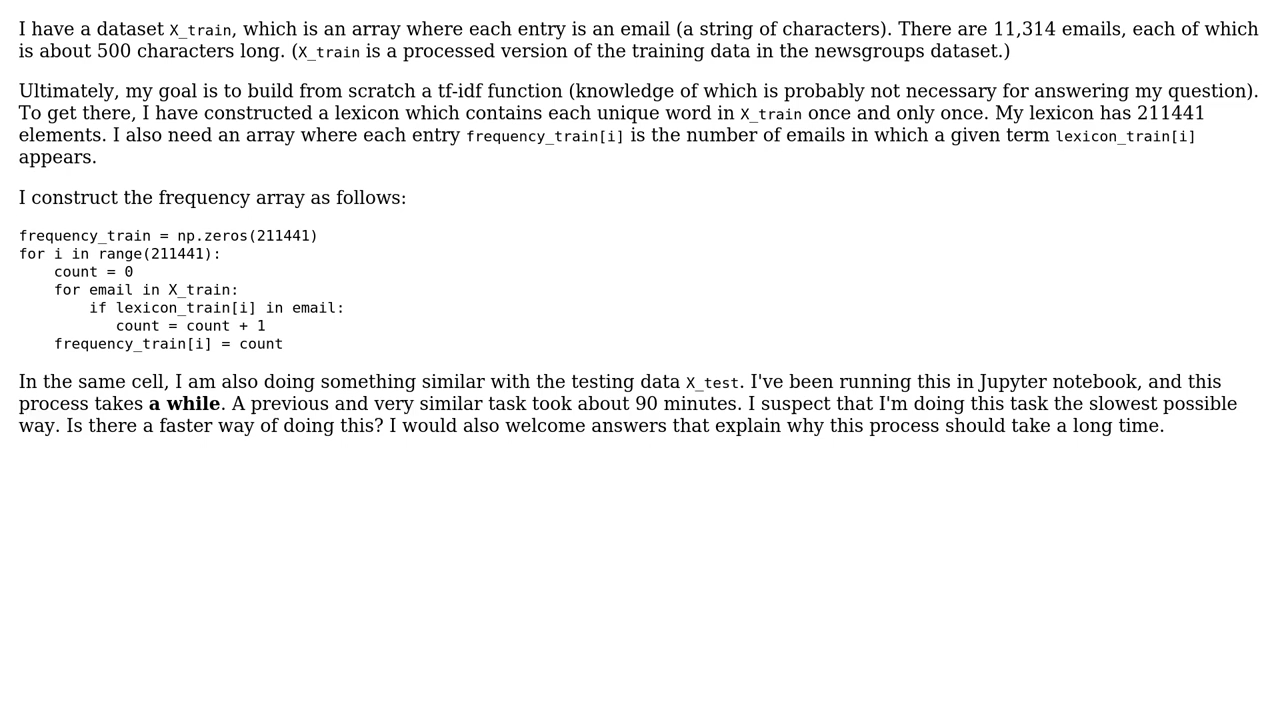 I have a dataset X_train, which is an array where each entry is an email (a string of characters). There are 11,314 emails, each of which
is about 500 characters long. (X_train is a processed version of the training data in the newsgroups dataset.)
Ultimately, my goal is to build from scratch a tf-idf function (knowledge of which is probably not necessary for answering my question).
To get there, I have constructed a lexicon which contains each unique word in X_train once and only once. My lexicon has 211441
elements. I also need an array where each entry frequency_train[i] is the number of emails in which a given term lexicon_train[i]
appears.
I construct the frequency array as follows:
frequency_train = np.zeros(211441)
for i in range(211441):
    count = 0
    for email in X_train:
        if lexicon_train[i] in email:
           count = count + 1
    frequency_train[i] = count
In the same cell, I am also doing something similar with the testing data X_test. I've been running this in Jupyter notebook, and this
process takes a while. A previous and very similar task took about 90 minutes. I suspect that I'm doing this task the slowest possible
way. Is there a faster way of doing this? I would also welcome answers that explain why this process should take a long time.